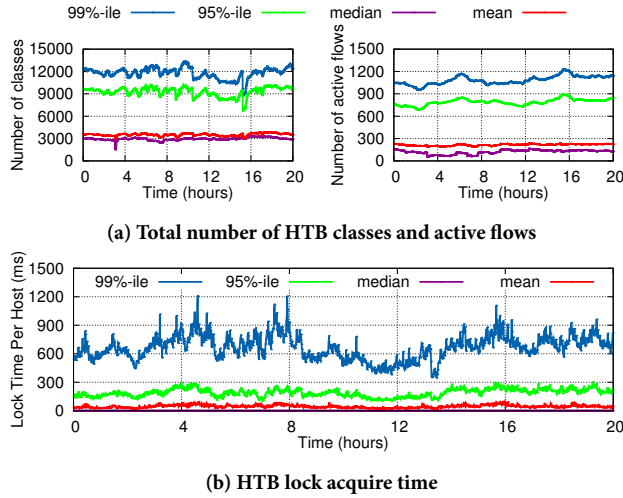 99%-ile 95%-ile median mean
Number of classes
15000
12000
9000
6000
3000
0
0 4 8 12 16 20
Time (hours)
Number of active flows
1500
1200
900
600
300
0
0 4 8 12 16 20
Time (hours)
(a) Total number of HTB classes and active flows
Lock Time Per Host (ms)
1500
1200
900
600
300
0
99%-ile 95%-ile median mean
0 4 8 12 16 20
Time (hours)
(b) HTB lock acquire time